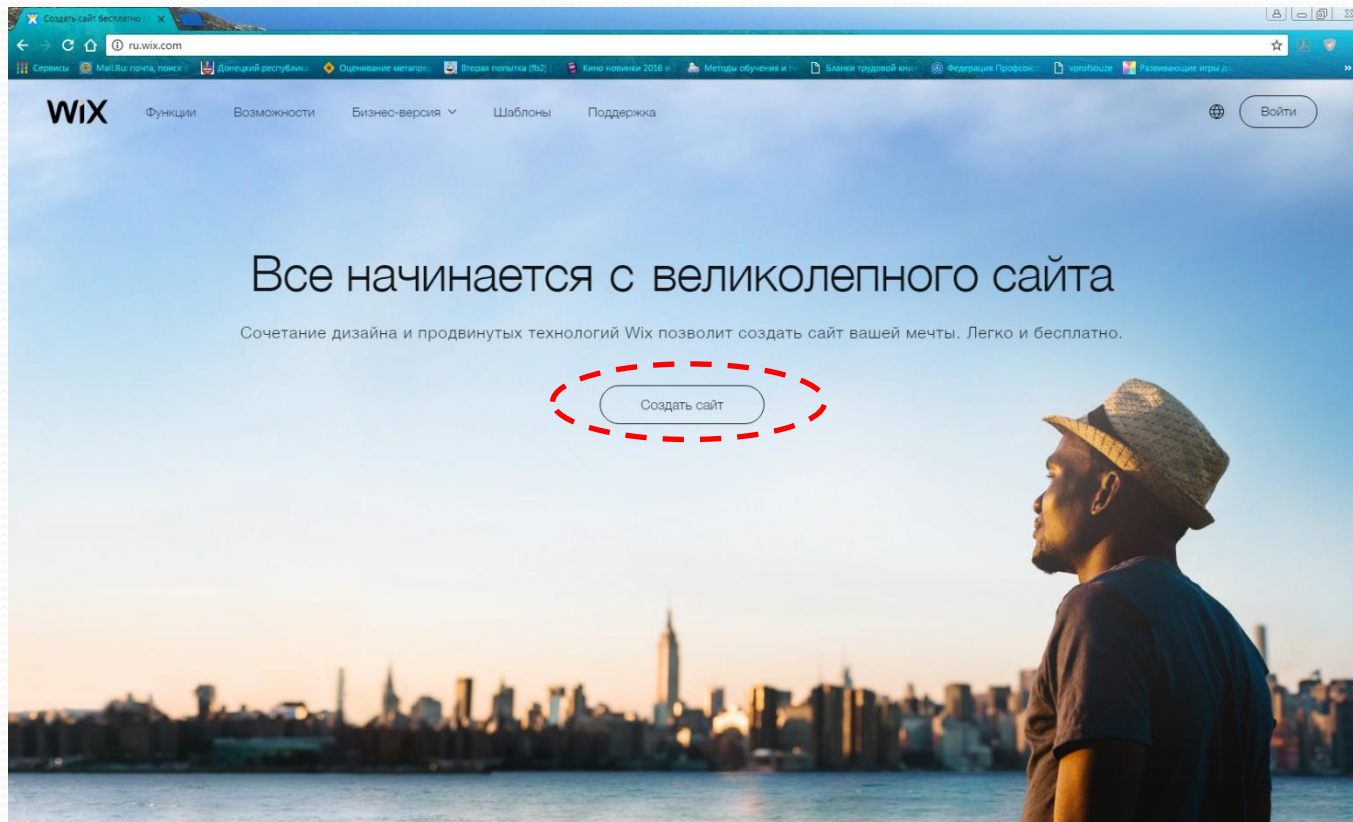 Создать сайт бесплатно
ru.wix.com
Сервисы Mail.Ru: почта, поиск Донецкий республик Оценивание метапре Вторая попытка (fb2) Кино новинки 2016 Методы обучения и Бланки трудовой кни Федерация Профсою vprofsouze Развивающие игры д »
WiX Функции Возможности Бизнес-версия Шаблоны Поддержка Войти
Все начинается с великолепного сайта
Сочетание дизайна и продвинутых технологий Wix позволит создать сайт вашей мечты. Легко и бесплатно.
Создать сайт